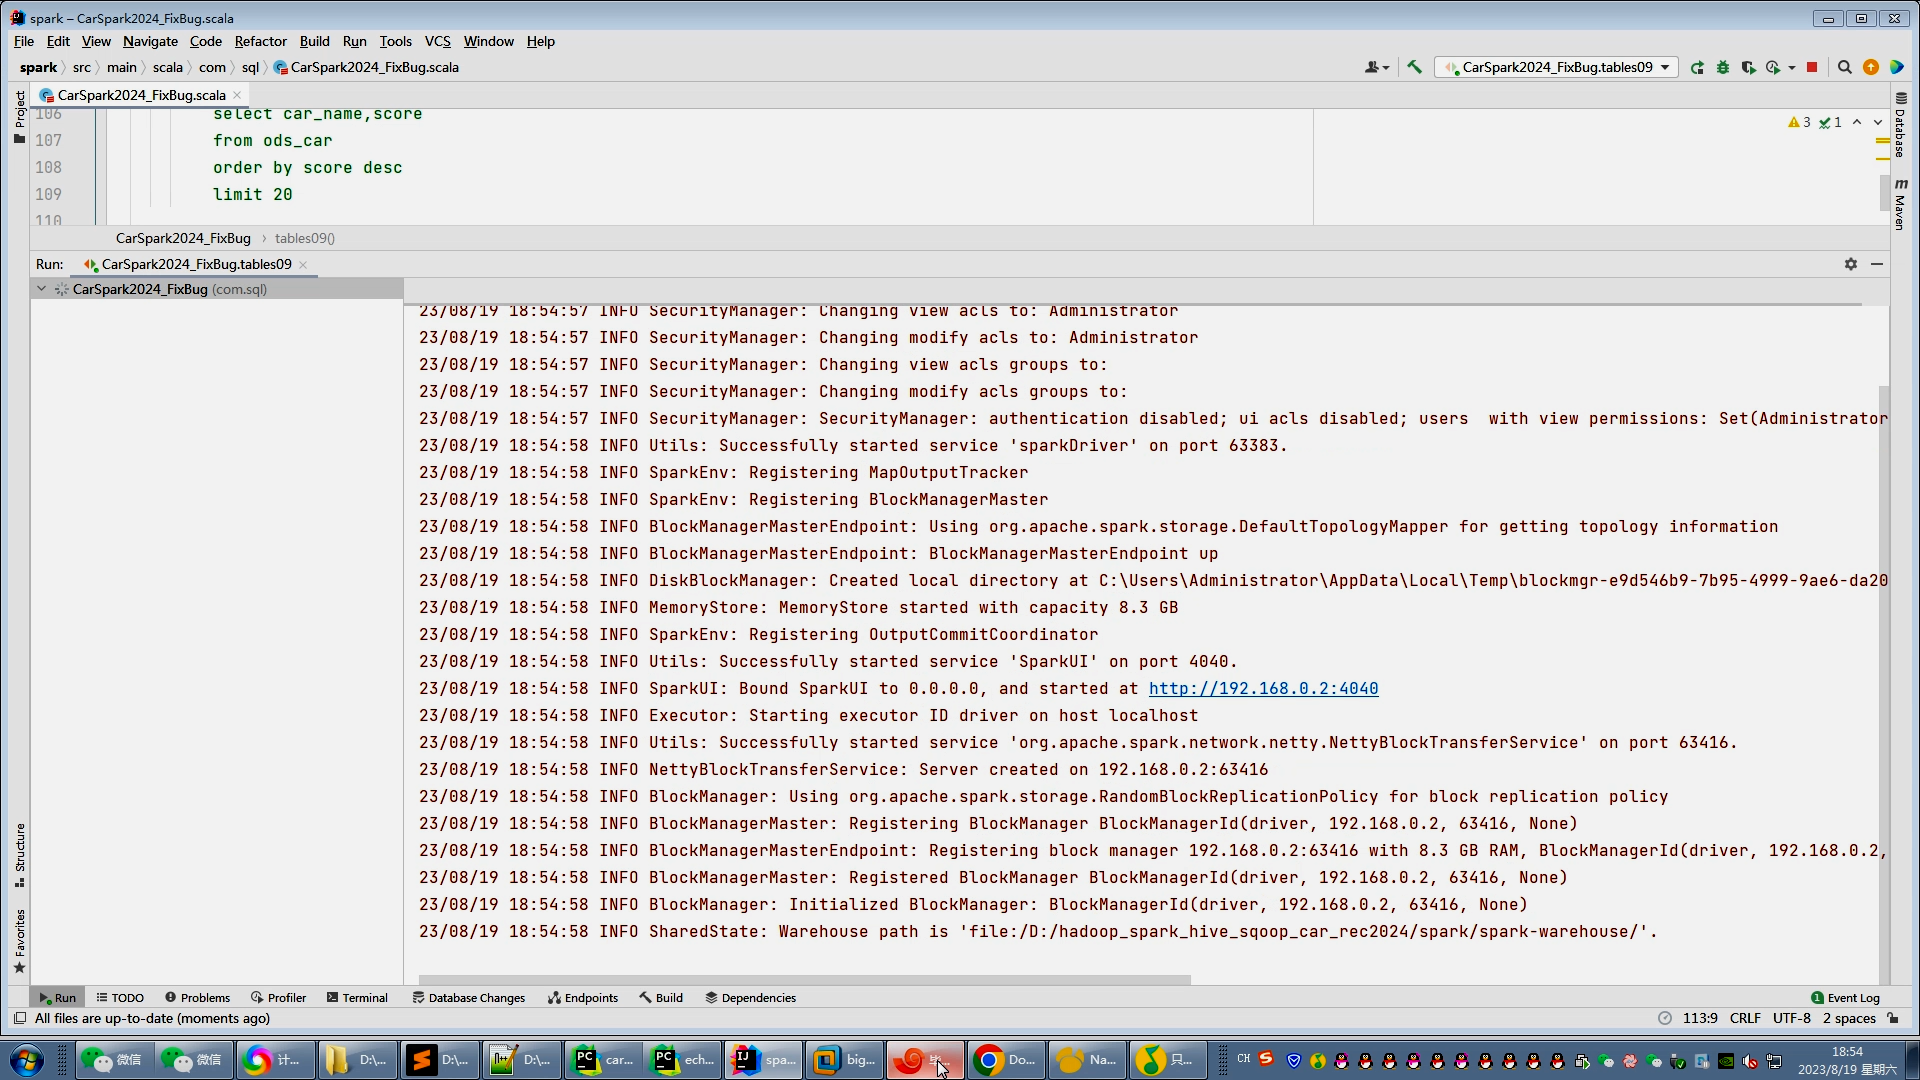 spark – CarSpark2024_FixBug.scala
File Edit View Navigate Code Refactor Build Run Tools VCS Window Help
spark src main scala com sql CarSpark2024_FixBug.scala
CarSpark2024_FixBug.tables09
Project
CarSpark2024_FixBug.scala
106 select car_name,score
3 1
107 from ods_car
108 order by score desc
109 limit 20
110
Database
Maven
CarSpark2024_FixBug tables09()
Run: CarSpark2024_FixBug.tables09
CarSpark2024_FixBug (com.sql)
23/08/19 18:54:57 INFO SecurityManager: Changing view acls to: Administrator
23/08/19 18:54:57 INFO SecurityManager: Changing modify acls to: Administrator
23/08/19 18:54:57 INFO SecurityManager: Changing view acls groups to:
23/08/19 18:54:57 INFO SecurityManager: Changing modify acls groups to:
23/08/19 18:54:57 INFO SecurityManager: SecurityManager: authentication disabled; ui acls disabled; users  with view permissions: Set(Administrator
23/08/19 18:54:58 INFO Utils: Successfully started service 'sparkDriver' on port 63383.
23/08/19 18:54:58 INFO SparkEnv: Registering MapOutputTracker
23/08/19 18:54:58 INFO SparkEnv: Registering BlockManagerMaster
23/08/19 18:54:58 INFO BlockManagerMasterEndpoint: Using org.apache.spark.storage.DefaultTopologyMapper for getting topology information
23/08/19 18:54:58 INFO BlockManagerMasterEndpoint: BlockManagerMasterEndpoint up
23/08/19 18:54:58 INFO DiskBlockManager: Created local directory at C:\Users\Administrator\AppData\Local\Temp\blockmgr-e9d546b9-7b95-4999-9ae6-da20
23/08/19 18:54:58 INFO MemoryStore: MemoryStore started with capacity 8.3 GB
23/08/19 18:54:58 INFO SparkEnv: Registering OutputCommitCoordinator
23/08/19 18:54:58 INFO Utils: Successfully started service 'SparkUI' on port 4040.
23/08/19 18:54:58 INFO SparkUI: Bound SparkUI to 0.0.0.0, and started at http://192.168.0.2:4040
23/08/19 18:54:58 INFO Executor: Starting executor ID driver on host localhost
23/08/19 18:54:58 INFO Utils: Successfully started service 'org.apache.spark.network.netty.NettyBlockTransferService' on port 63416.
23/08/19 18:54:58 INFO NettyBlockTransferService: Server created on 192.168.0.2:63416
23/08/19 18:54:58 INFO BlockManager: Using org.apache.spark.storage.RandomBlockReplicationPolicy for block replication policy
23/08/19 18:54:58 INFO BlockManagerMaster: Registering BlockManager BlockManagerId(driver, 192.168.0.2, 63416, None)
23/08/19 18:54:58 INFO BlockManagerMasterEndpoint: Registering block manager 192.168.0.2:63416 with 8.3 GB RAM, BlockManagerId(driver, 192.168.0.2,
23/08/19 18:54:58 INFO BlockManagerMaster: Registered BlockManager BlockManagerId(driver, 192.168.0.2, 63416, None)
23/08/19 18:54:58 INFO BlockManager: Initialized BlockManager: BlockManagerId(driver, 192.168.0.2, 63416, None)
23/08/19 18:54:58 INFO SharedState: Warehouse path is 'file:/D:/hadoop_spark_hive_sqoop_car_rec2024/spark/spark-warehouse/'.
Structure
Favorites
Run TODO Problems Profiler Terminal Database Changes Endpoints Build Dependencies 1 Event Log
All files are up-to-date (moments ago) 113:9 CRLF UTF-8 2 spaces
微信 微信 计... D:\... D:\... D:\... car... ech... spa... big... Do... Na... 只... CH
18:54
2023/8/19 星期六